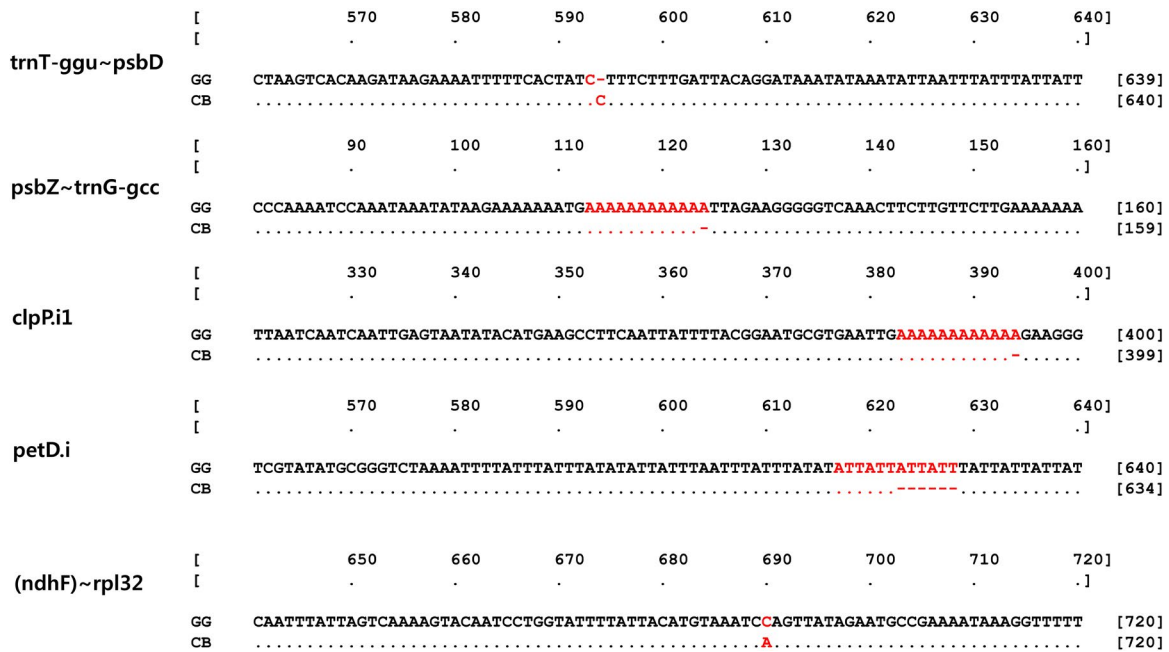 [ 570 580 590 600 610 620 630 640]
[ . . . . . . . .]
trnT-ggu~psbD
GG CTAAGTCACAAGATAAGAAAATTTTTCACTATC-TTTCTTTGATTACAGGATAAATATAAATATTAATTTATTTATTATT [639]
CB .................................C.............................................. [640]
[ 90 100 110 120 130 140 150 160]
[ . . . . . . . .]
psbZ~trnG-gcc
GG CCCAAAATCCAAATAAATATAAGAAAAAAATGAAAAAAAAAAAATTAGAAGGGGGTCAAACTTCTTGTTCTTGAAAAAAA [160]
CB ...........................................-.................................... [159]
[ 330 340 350 360 370 380 390 400]
[ . . . . . . . .]
clpP.i1
GG TTAATCAATCAATTGAGTAATATACATGAAGCCTTCAATTATTTTACGGAATGCGTGAATTGAAAAAAAAAAAAGAAGGG [400]
CB .........................................................................-...... [399]
[ 570 580 590 600 610 620 630 640]
[ . . . . . . . .]
petD.i
GG TCGTATATGCGGGTCTAAAATTTTATTTATTTATATATTATTTAATTTATTTATATATTATTATTATTTATTATTATTAT [640]
CB ..............................................................------............ [634]
[ 650 660 670 680 690 700 710 720]
[ . . . . . . . .]
(ndhF)~rpl32
GG CAATTTATTAGTCAAAAGTACAATCCTGGTATTTTATTACATGTAAATCCAGTTATAGAATGCCGAAAATAAAGGTTTTT [720]
CB .................................................A.............................. [720]